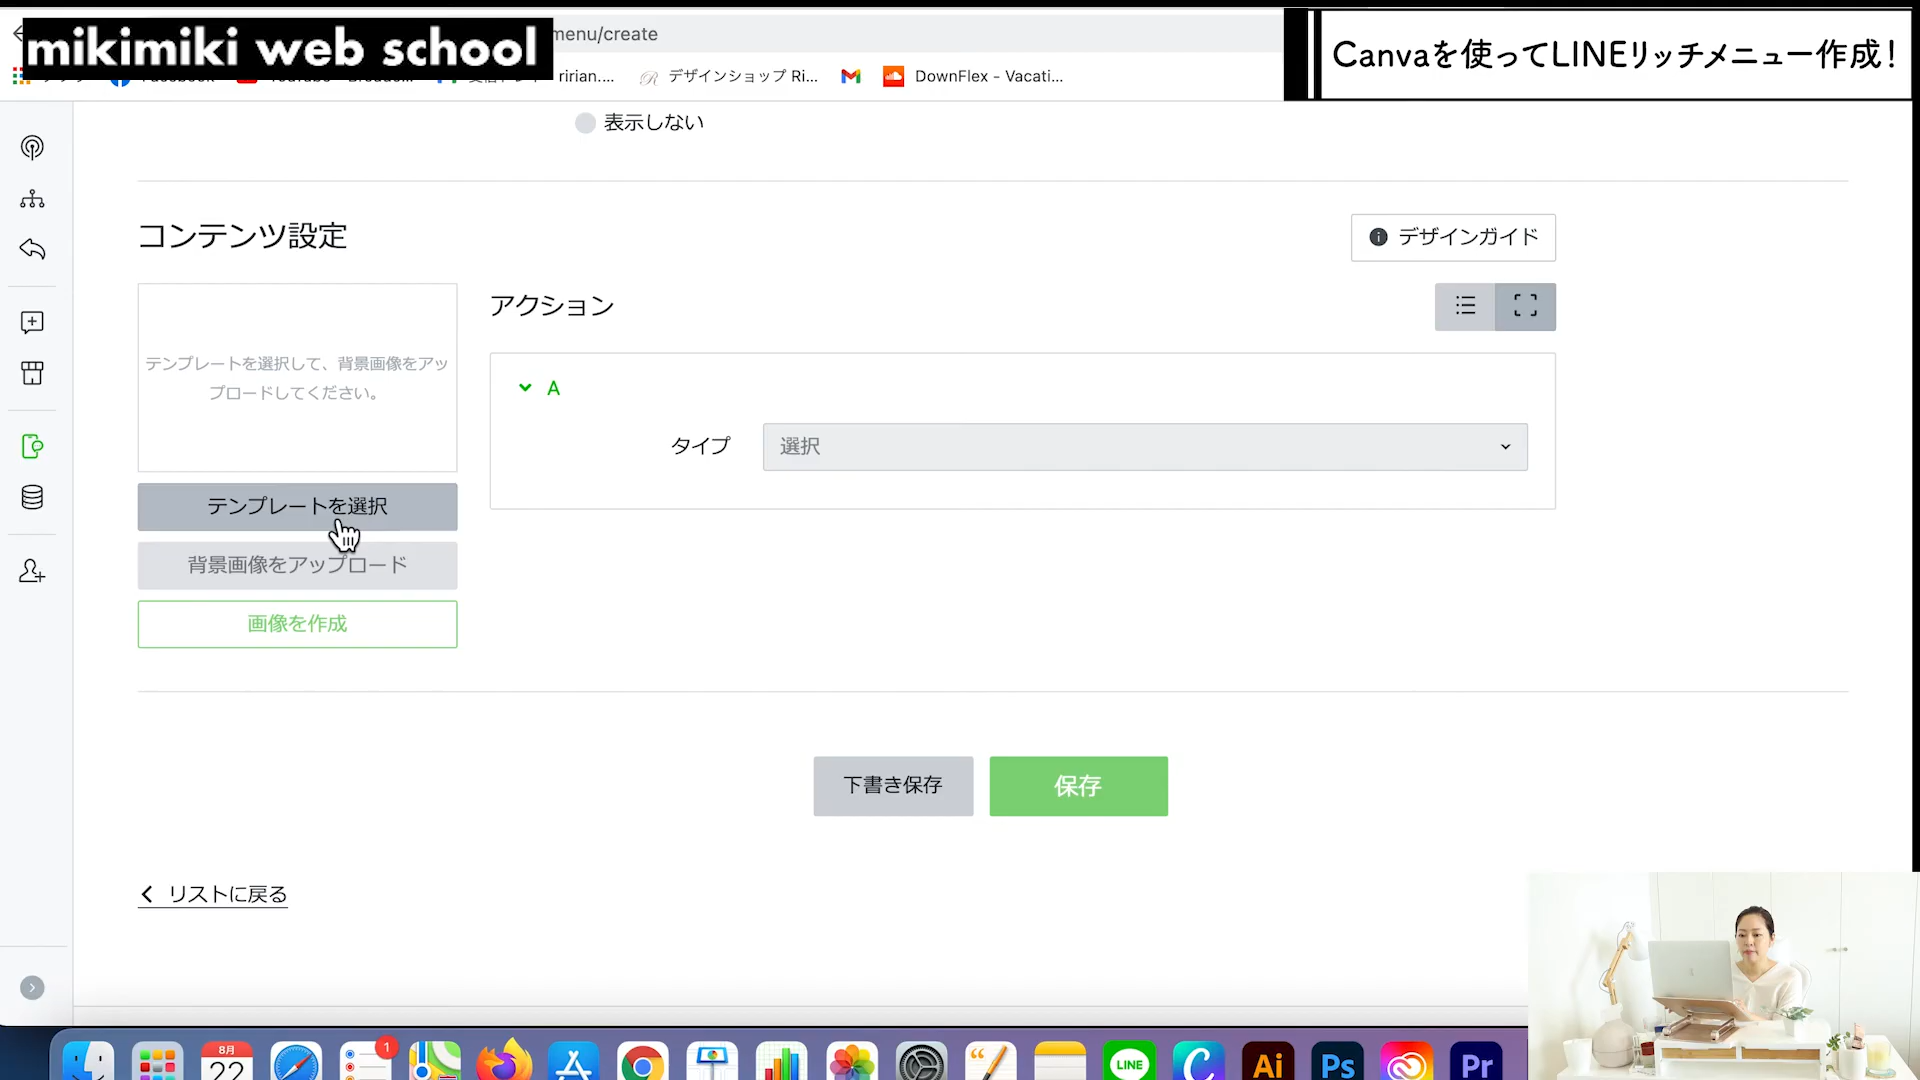 mikimiki web school
menu/create
Canvaを使ってLINEリッチメニュー作成！
ririan....
デザインショップ Ri...
DownFlex - Vacati...
表示しない
コンテンツ設定
デザインガイド
アクション
テンプレートを選択して、背景画像をアッ
プロードしてください。
A
タイプ
選択
テンプレートを選択
背景画像をアップロード
画像を作成
下書き保存
保存
リストに戻る
8月
22
1
LINE
Ai
Ps
Pr